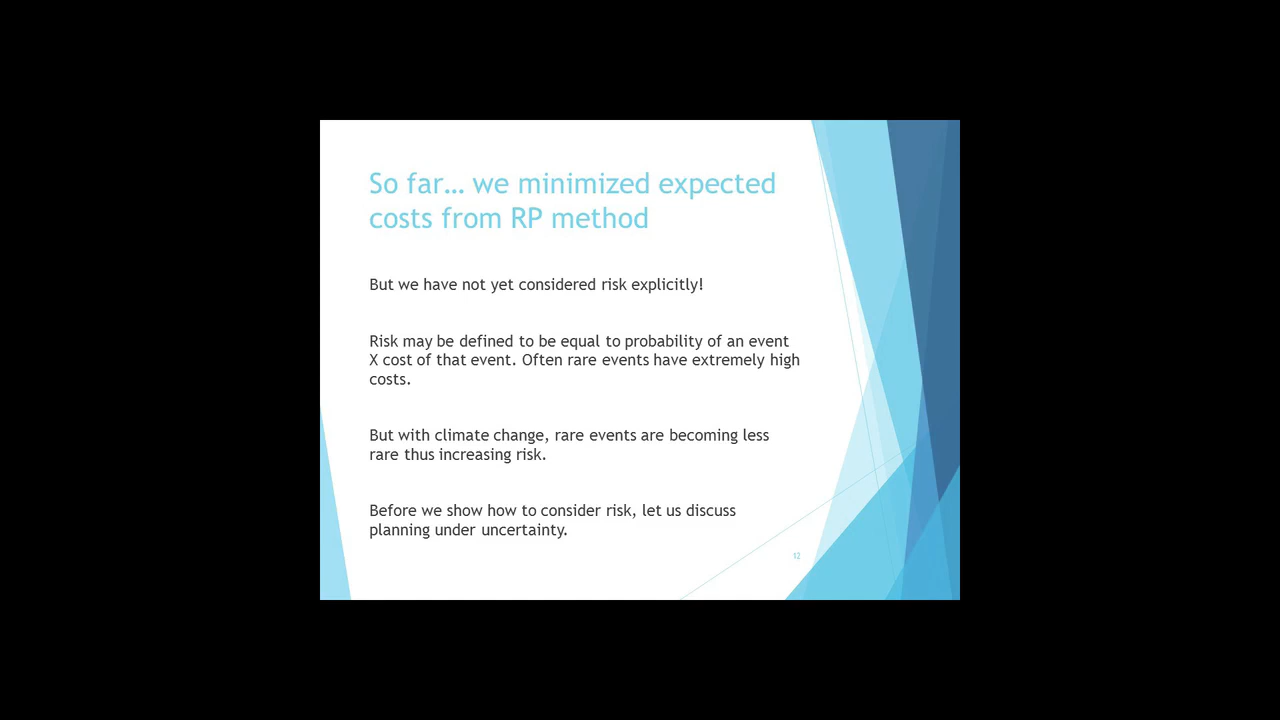 So far… we minimized expected
costs from RP method
But we have not yet considered risk explicitly!
Risk may be defined to be equal to probability of an event
X cost of that event. Often rare events have extremely high
costs.
But with climate change, rare events are becoming less
rare thus increasing risk.
Before we show how to consider risk, let us discuss
planning under uncertainty.
12